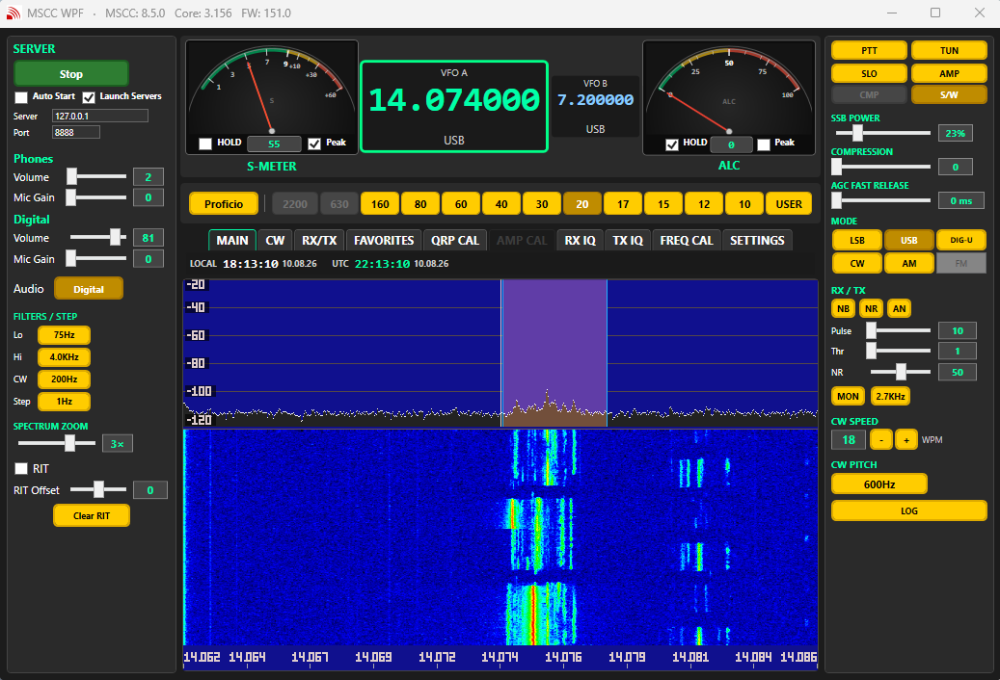 MSCC WPF · MSCC: 8.5.0 Core: 3.156 FW: 151.0
SERVER
Stop
Auto Start Launch Servers
Server 127.0.0.1
Port 8888
Phones
Volume 2
Mic Gain 0
Digital
Volume 81
Mic Gain 0
Audio Digital
FILTERS / STEP
Lo 75Hz
Hi 4.0KHz
CW 200Hz
Step 1Hz
SPECTRUM ZOOM
3×
RIT
RIT Offset 0
Clear RIT
1 3 5 7 9 +10 +30 +60
S
HOLD 55 Peak
S-METER
VFO A
14.074000
USB
VFO B
7.200000
USB
0 25 50 75 100
ALC
HOLD 0 Peak
ALC
Proficio 2200 630 160 80 60 40 30 20 17 15 12 10 USER
MAIN CW RX/TX FAVORITES QRP CAL AMP CAL RX IQ TX IQ FREQ CAL SETTINGS
LOCAL 18:13:10 10.08.26 UTC 22:13:10 10.08.26
-20
-40
-60
-80
-100
-120
14.062 14.064 14.067 14.069 14.072 14.074 14.076 14.079 14.081 14.084 14.086
PTT TUN
SLO AMP
CMP S/W
SSB POWER
23%
COMPRESSION
0
AGC FAST RELEASE
0 ms
MODE
LSB USB DIG-U
CW AM FM
RX / TX
NB NR AN
Pulse 10
Thr 1
NR 50
MON 2.7KHz
CW SPEED
18 - + WPM
CW PITCH
600Hz
LOG